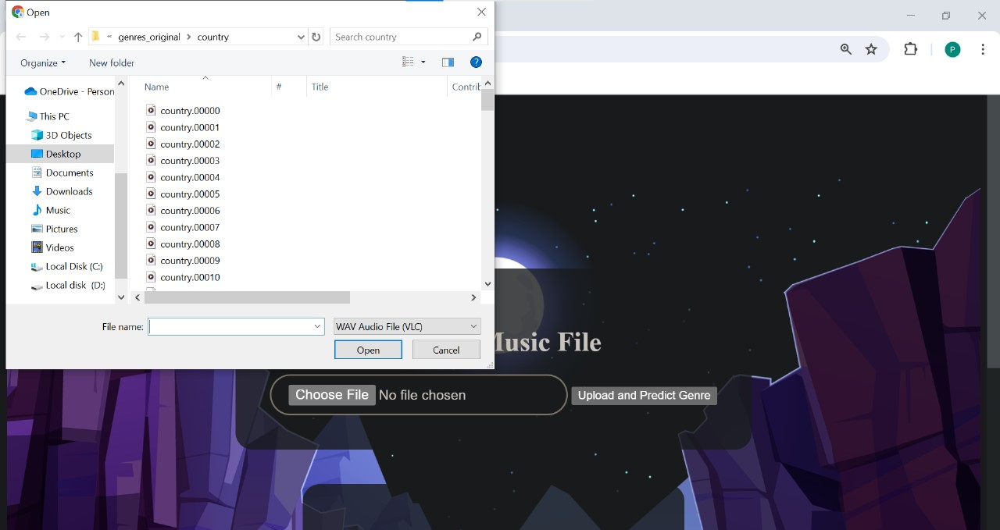 Open
« genres_original > country
Search country
Organize
New folder
?
Name
#
Title
Contrib
OneDrive - Person
This PC
3D Objects
Desktop
Documents
Downloads
Music
Pictures
Videos
Local Disk (C:)
Local disk (D:)
country.00000
country.00001
country.00002
country.00003
country.00004
country.00005
country.00006
country.00007
country.00008
country.00009
country.00010
File name:
WAV Audio File (VLC)
Open
Cancel
P
Music File
Choose File No file chosen
Upload and Predict Genre